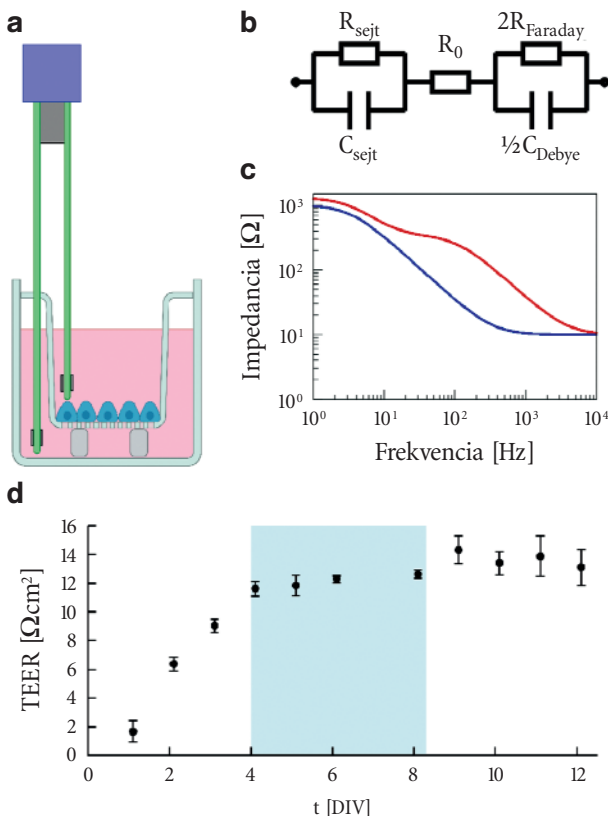 a
b
R_sejt
R_0
2R_Faraday
C_sejt
½C_Debye
c
Impedancia [Ω]
10^3
10^2
10^1
10^0
10^0 10^1 10^2 10^3 10^4
Frekvencia [Hz]
d
TEER [Ωcm²]
16
14
12
10
8
6
4
2
0
0 2 4 6 8 10 12
t [DIV]